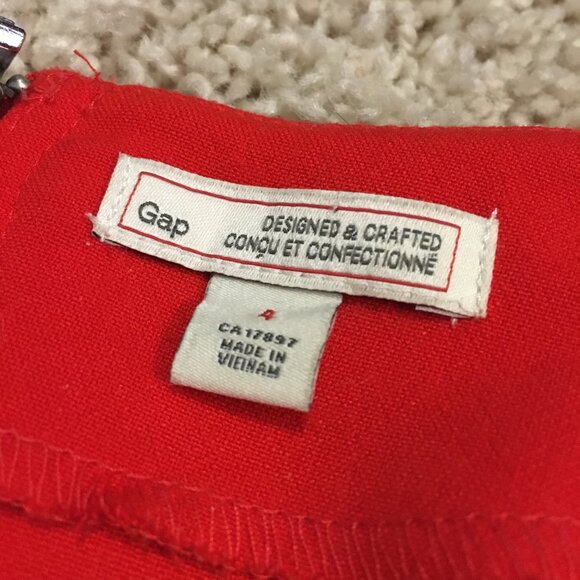 Gap
DESIGNED & CRAFTED
CONÇU ET CONFECTIONNÉ
4
CA17897
MADE IN
VIETNAM